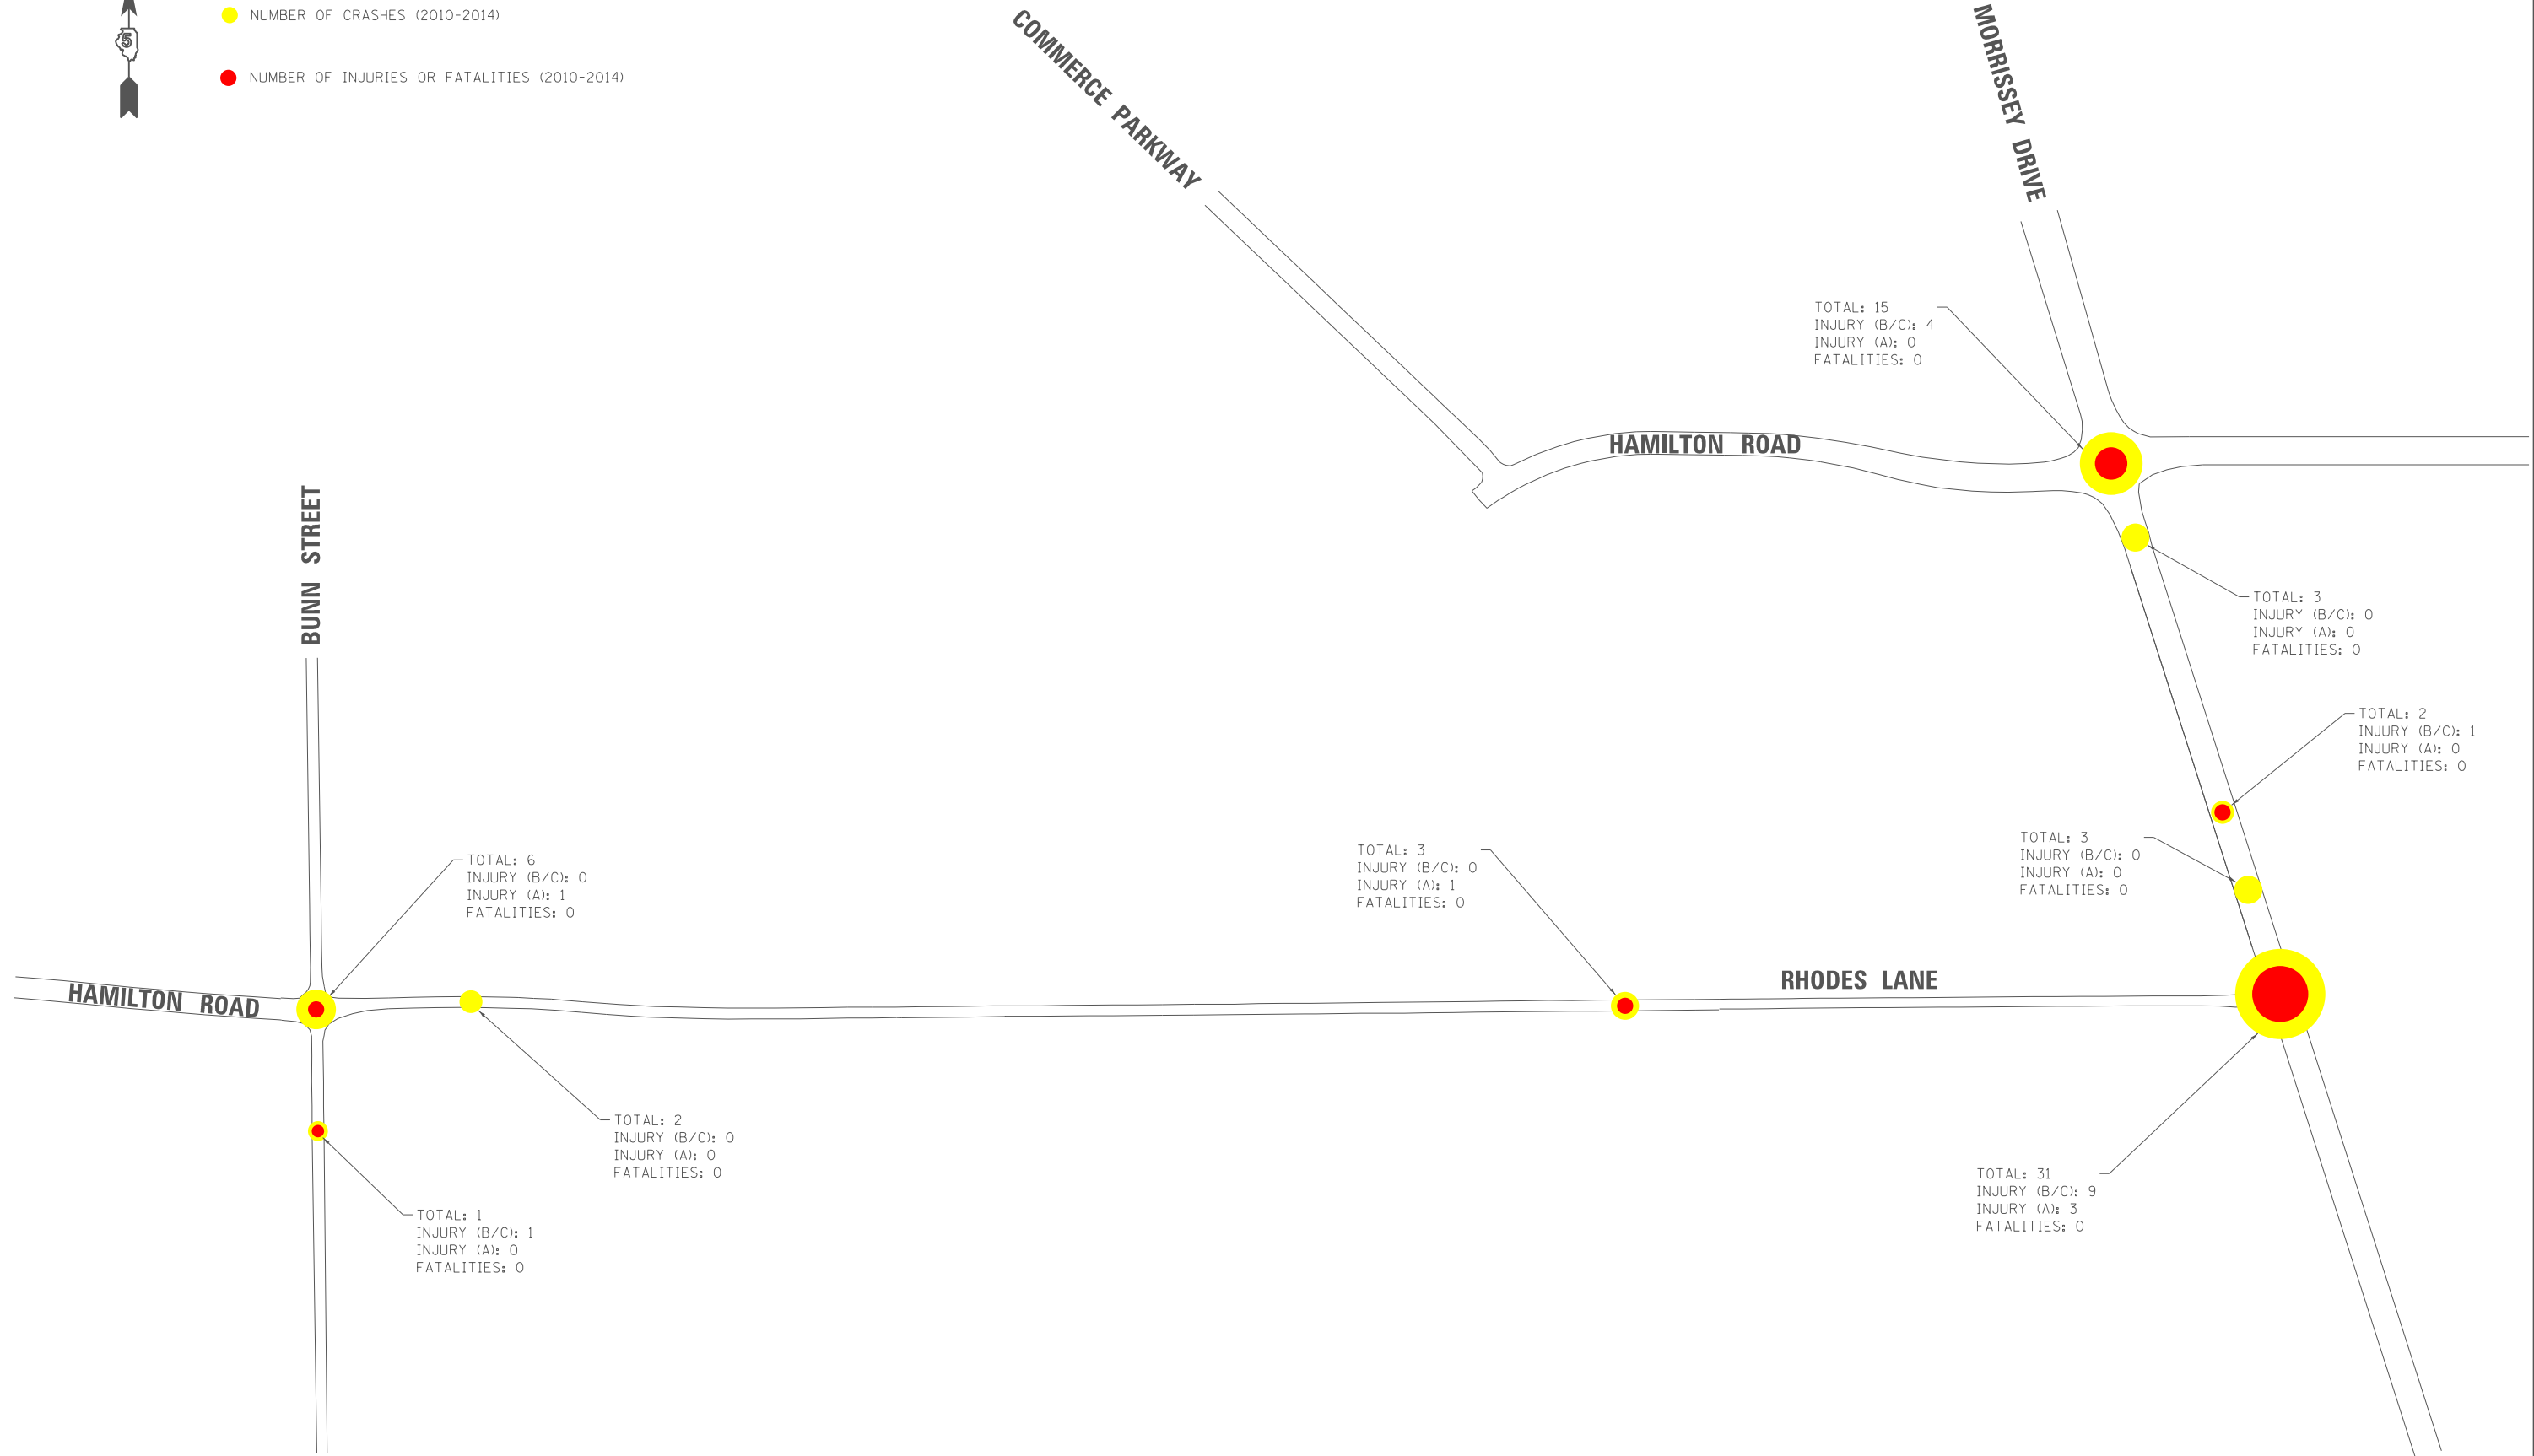 NUMBER OF CRASHES (2010-2014)
5
NUMBER OF INJURIES OR FATALITIES (2010-2014)
COMMERCE PARKWAY
MORRISSEY DRIVE
TOTAL: 15
INJURY (B/C): 4
INJURY (A): 0
FATALITIES: 0
HAMILTON ROAD
BUNN STREET
TOTAL: 3
INJURY (B/C): 0
INJURY (A): 0
FATALITIES: 0
TOTAL: 2
INJURY (B/C): 1
INJURY (A): 0
FATALITIES: 0
TOTAL: 3
INJURY (B/C): 0
INJURY (A): 0
FATALITIES: 0
TOTAL: 3
INJURY (B/C): 0
INJURY (A): 1
FATALITIES: 0
TOTAL: 6
INJURY (B/C): 0
INJURY (A): 1
FATALITIES: 0
HAMILTON ROAD
RHODES LANE
TOTAL: 2
INJURY (B/C): 0
INJURY (A): 0
FATALITIES: 0
TOTAL: 31
INJURY (B/C): 9
INJURY (A): 3
FATALITIES: 0
TOTAL: 1
INJURY (B/C): 1
INJURY (A): 0
FATALITIES: 0